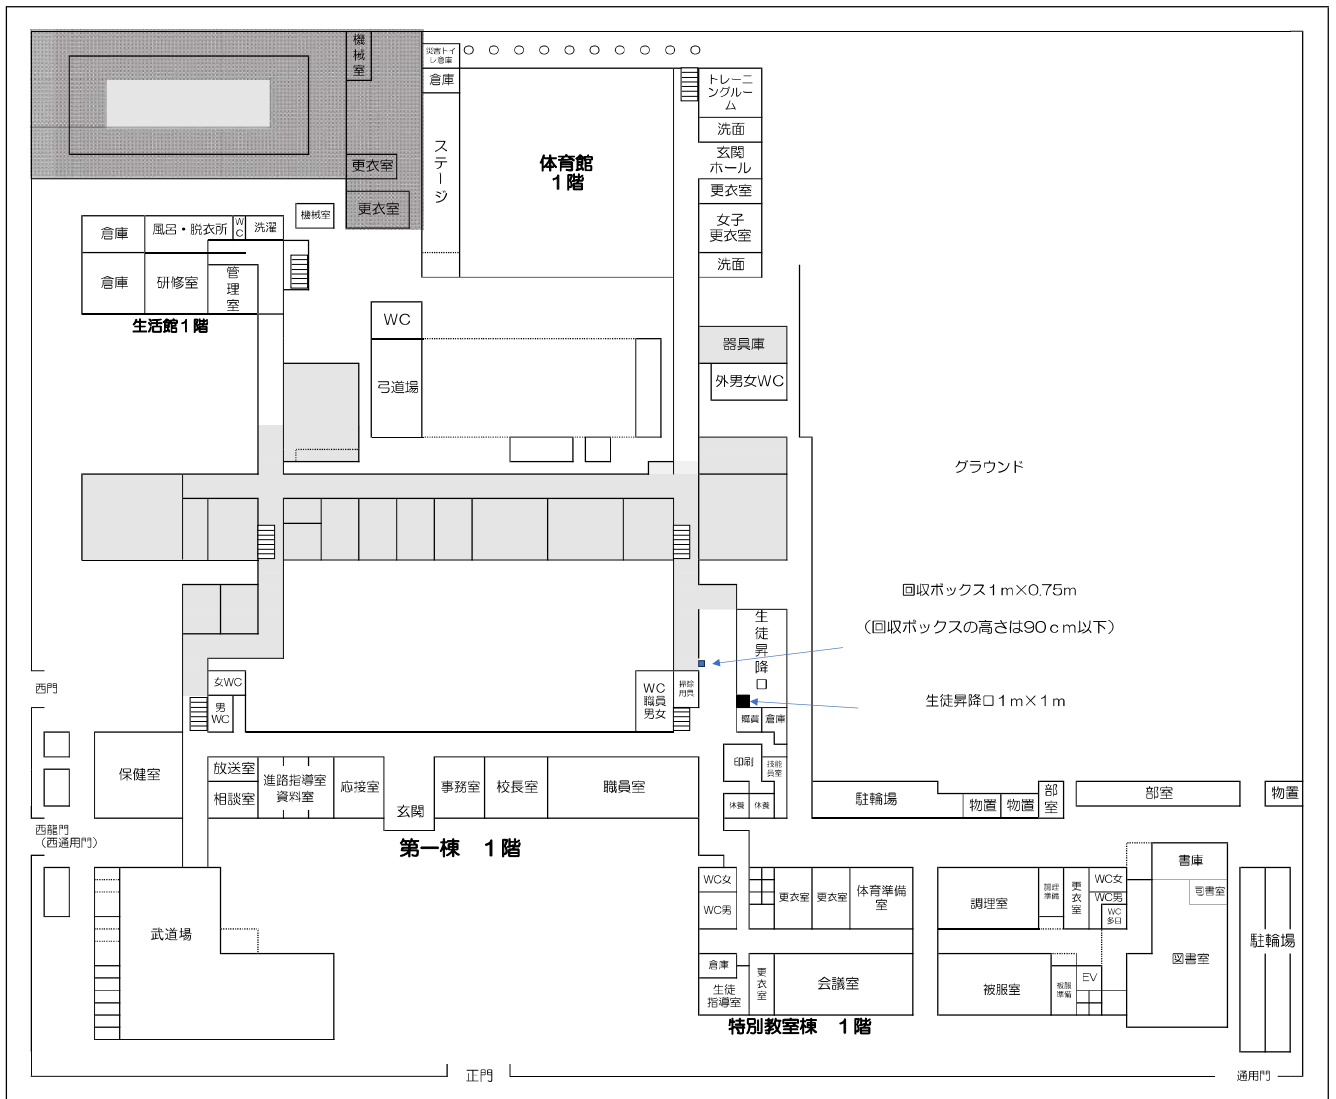 機
械
室
災害トイ
レ倉庫
倉庫
ステージ
体育館
1階
トレーニ
ングルー
ム
洗面
玄関
ホール
更衣室
女子
更衣室
洗面
更衣室
更衣室
機械室
倉庫
風呂・脱衣所
WC
洗濯
倉庫
研修室
管理室
生活館1階
WC
弓道場
器具庫
外男女WC
グラウンド
回収ボックス1m×0.75m
(回収ボックスの高さは90cm以下)
生徒昇降口
生徒昇降口1m×1m
西門
女WC
男
WC
WC
職員
男女
掃除
用具
購買
倉庫
保健室
放送室
相談室
進路指導室
資料室
応接室
玄関
事務室
校長室
職員室
印刷
技能
員室
休養
休養
駐輪場
物置
物置
部室
部室
物置
西龍門
(西通用門)
第一棟 1階
武道場
WC女
WC男
更衣室
更衣室
体育準備
室
調理室
調理
準備
更衣室
WC女
WC男
WC
多目
書庫
司書室
図書室
駐輪場
倉庫
生徒
指導室
更衣室
会議室
被服室
被服
準備
EV
特別教室棟 1階
正門
通用門